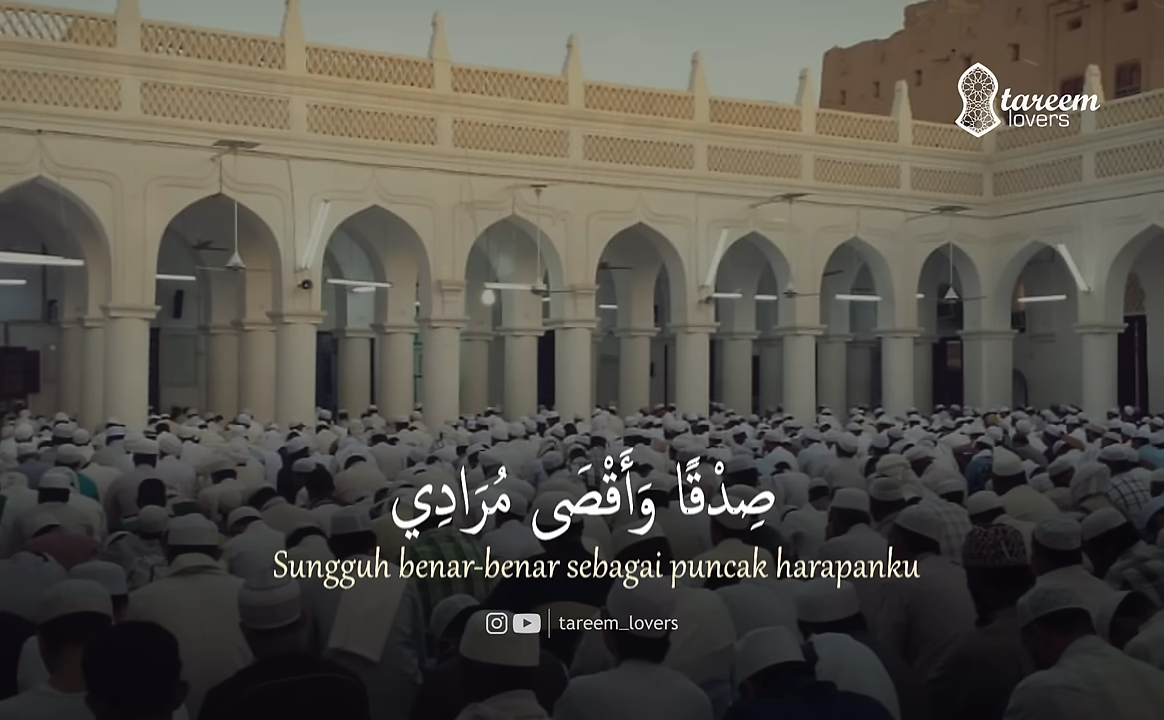 tareem
lovers
صِدْقًا وَأَقْصَى مُرَادِي
Sungguh benar-benar sebagai puncak harapanku
tareem_lovers